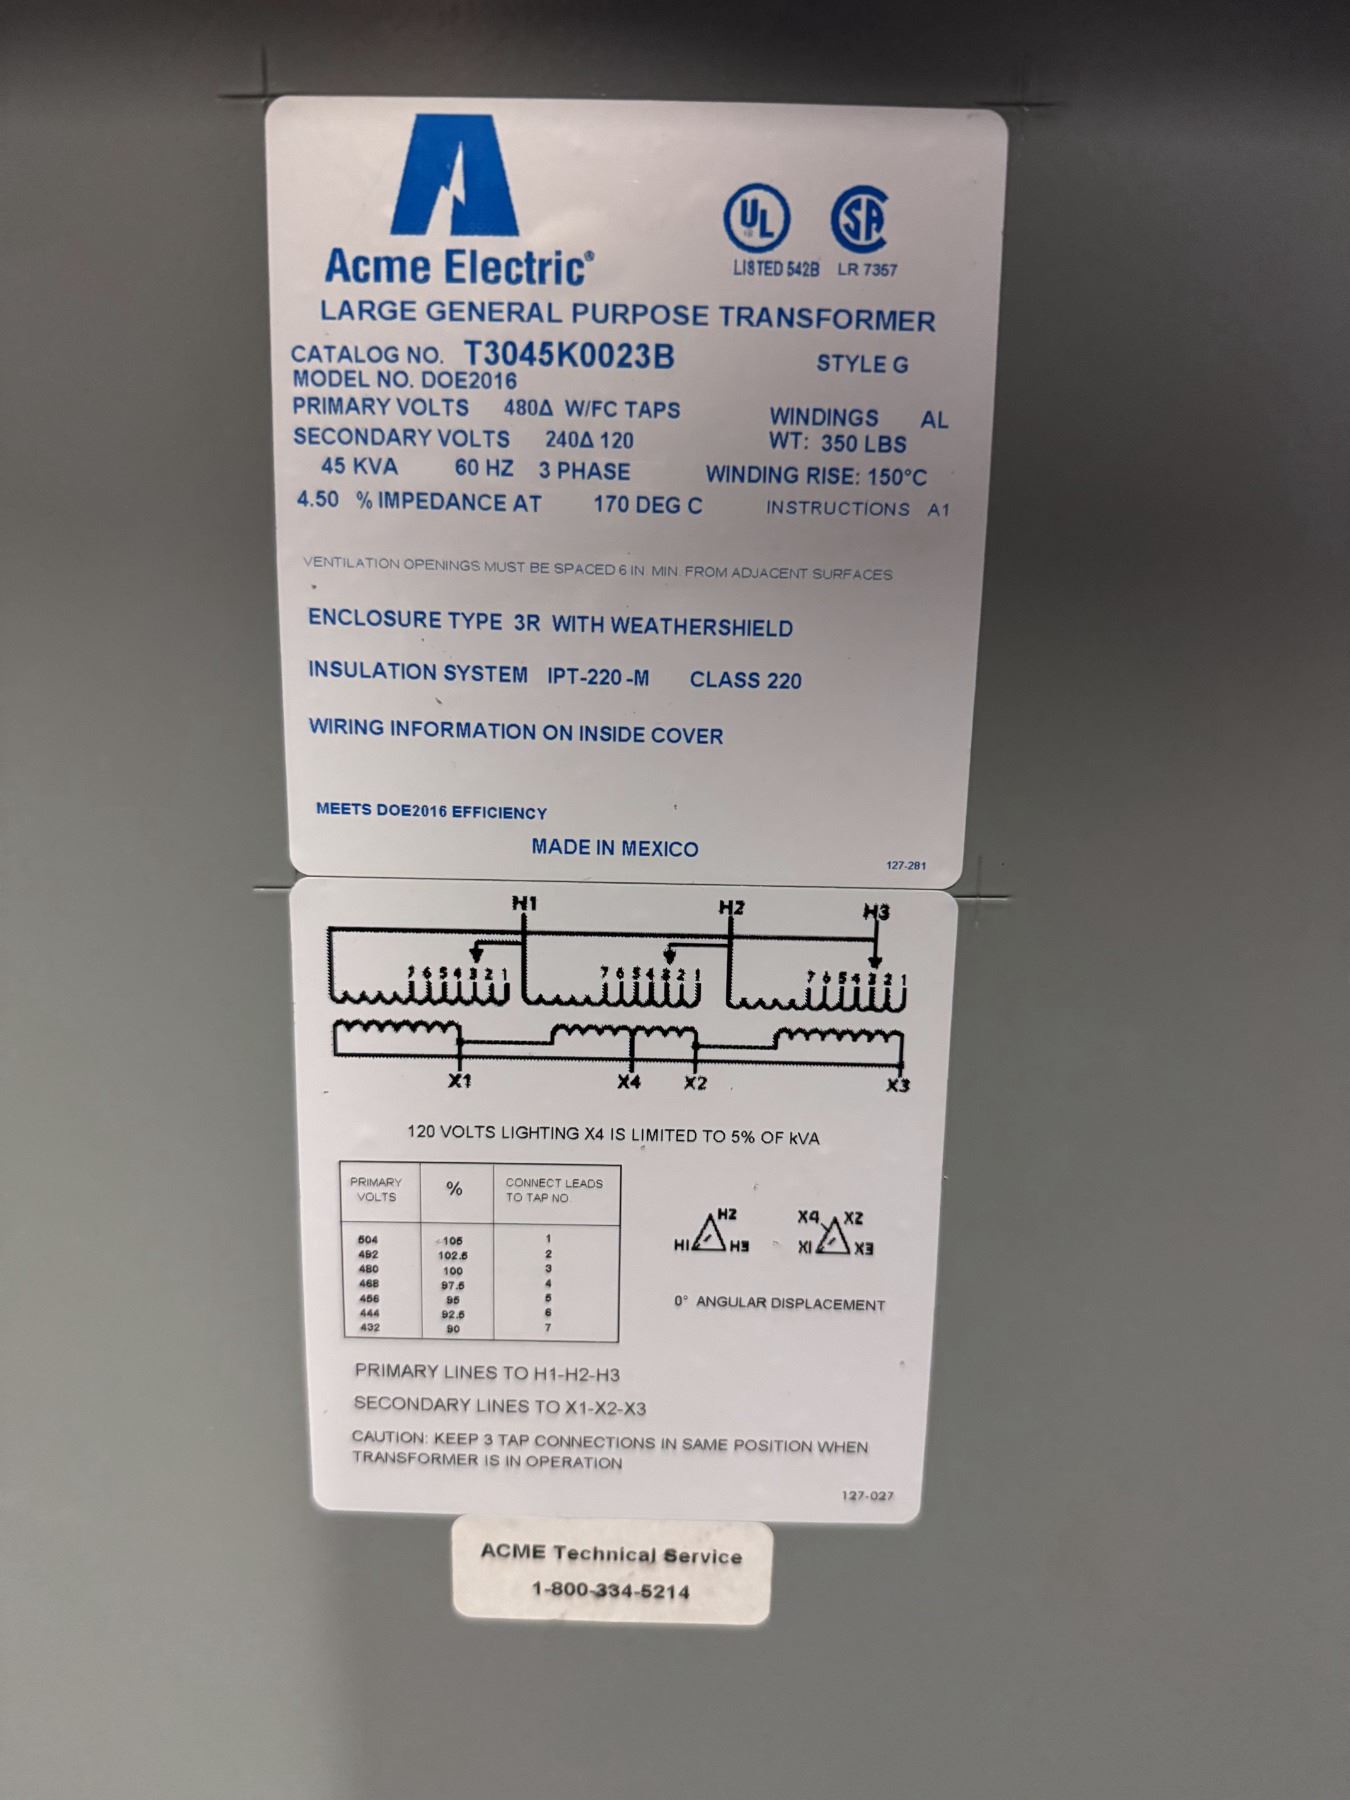 Acme Electric®
UL
LISTED 542B
SA
LR 7357
LARGE GENERAL PURPOSE TRANSFORMER
CATALOG NO. T3045K0023B STYLE G
MODEL NO. DOE2016
PRIMARY VOLTS 480Δ W/FC TAPS WINDINGS AL
SECONDARY VOLTS 240Δ 120 WT: 350 LBS
45 KVA 60 HZ 3 PHASE WINDING RISE: 150°C
4.50 % IMPEDANCE AT 170 DEG C INSTRUCTIONS A1
VENTILATION OPENINGS MUST BE SPACED 6 IN. MIN. FROM ADJACENT SURFACES
ENCLOSURE TYPE 3R WITH WEATHERSHIELD
INSULATION SYSTEM IPT-220-M CLASS 220
WIRING INFORMATION ON INSIDE COVER
MEETS DOE2016 EFFICIENCY
MADE IN MEXICO
127-281
H1 H2 H3
7 6 5 4 3 2 1 7 6 5 4 3 2 1 7 6 5 4 3 2 1
X1 X4 X2 X3
120 VOLTS LIGHTING X4 IS LIMITED TO 5% OF kVA
PRIMARY VOLTS % CONNECT LEADS TO TAP NO.
504 105 1
492 102.5 2
480 100 3
468 97.5 4
456 95 5
444 92.5 6
432 90 7
H2 X4 X2
H1 H3 X1 X3
0° ANGULAR DISPLACEMENT
PRIMARY LINES TO H1-H2-H3
SECONDARY LINES TO X1-X2-X3
CAUTION: KEEP 3 TAP CONNECTIONS IN SAME POSITION WHEN
TRANSFORMER IS IN OPERATION
127-027
ACME Technical Service
1-800-334-5214